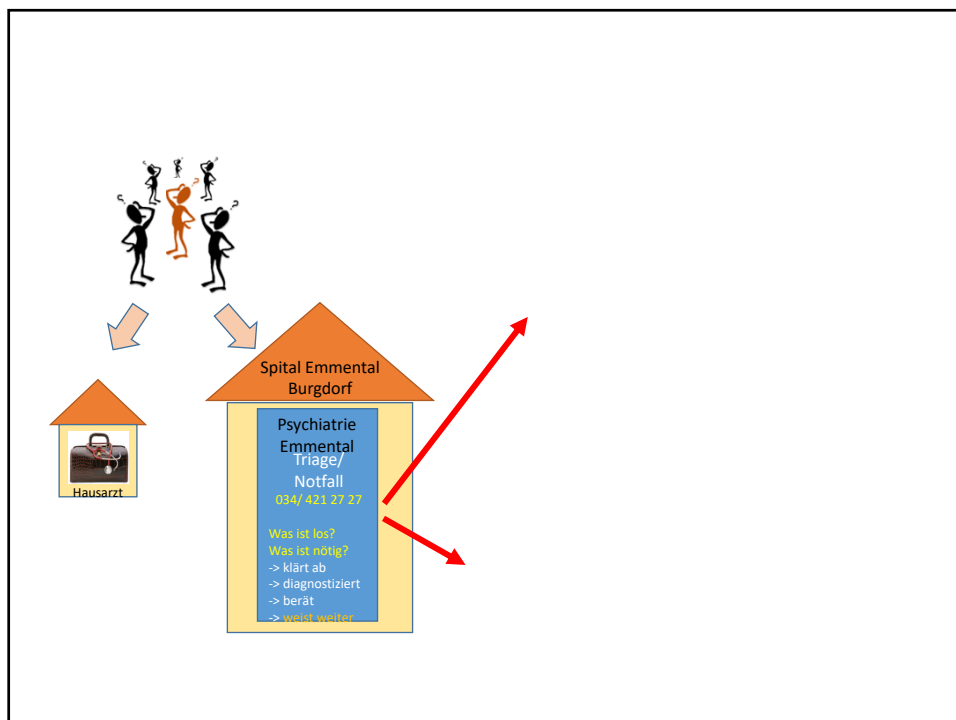 Spital Emmental
Burgdorf
Psychiatrie
Emmental
Triage/
Notfall
034/ 421 27 27
Was ist los?
Was ist nötig?
-> klärt ab
-> diagnostiziert
-> berät
-> weist weiter
Hausarzt